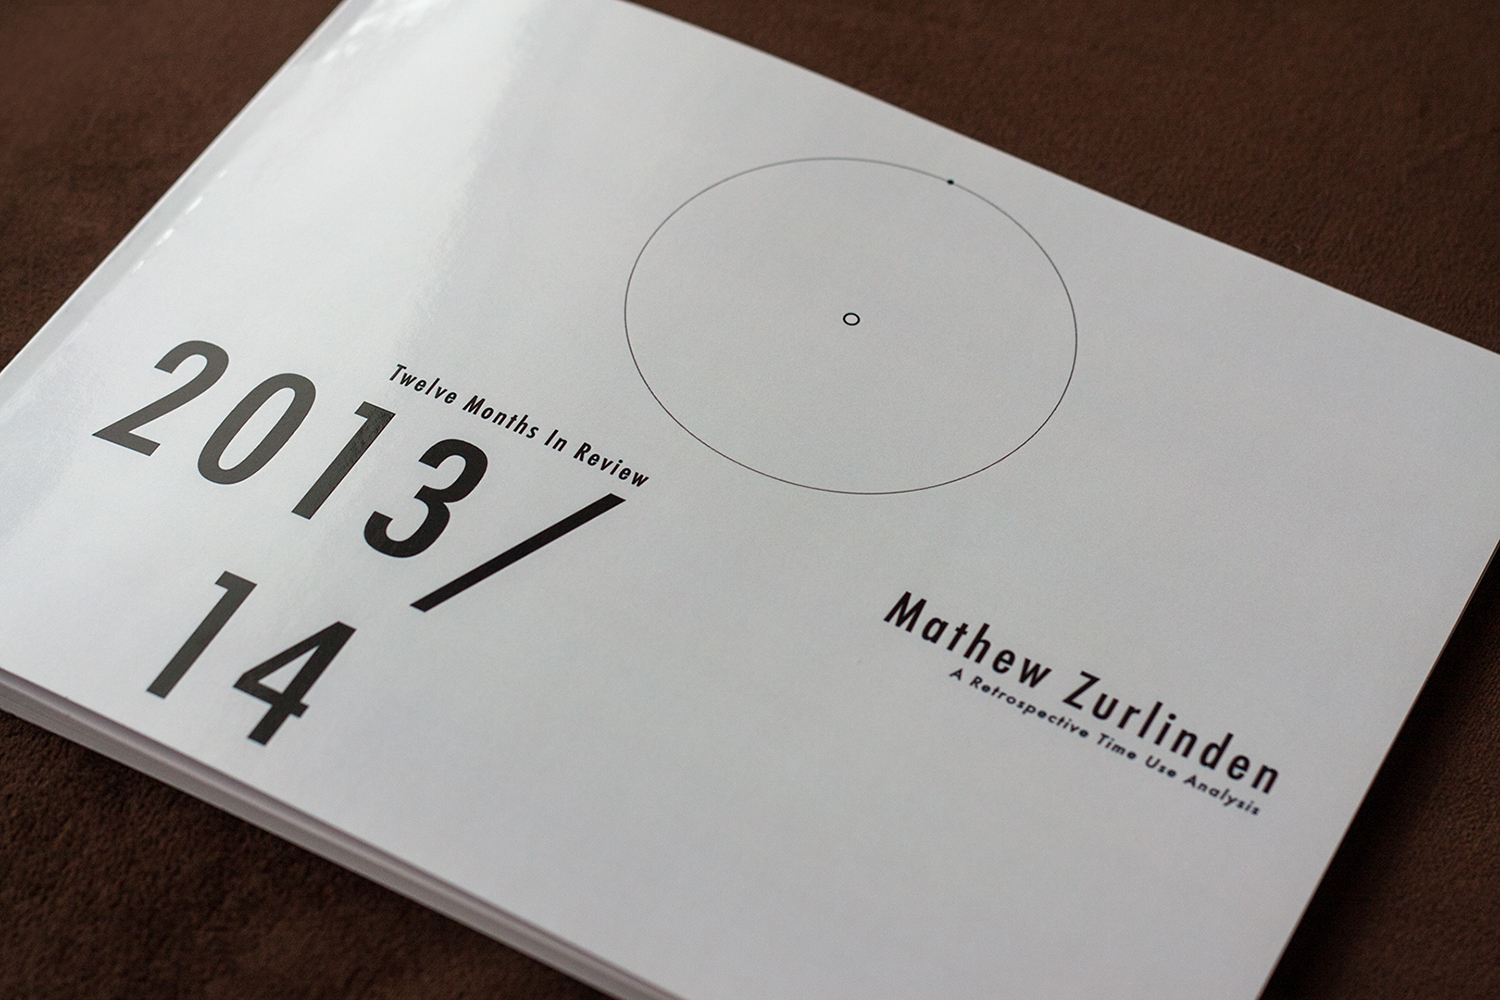 Twelve Months In Review
2013/
14
Mathew Zurlinden
A Retrospective Time Use Analysis